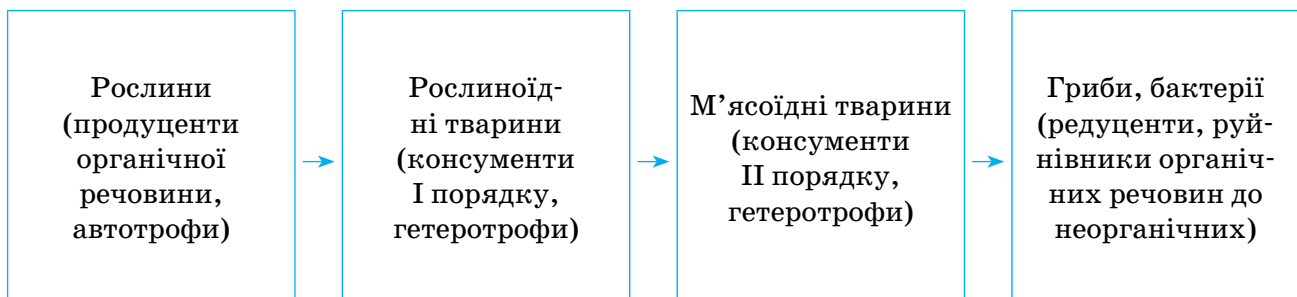 Рослини
(продуценти
органічної
речовини,
автотрофи)
Рослиноїд-
ні тварини
(консументи
I порядку,
гетеротрофи)
М’ясоїдні тварини
(консументи
II порядку,
гетеротрофи)
Гриби, бактерії
(редуценти, руй-
нівники органіч-
них речовин до
неорганічних)